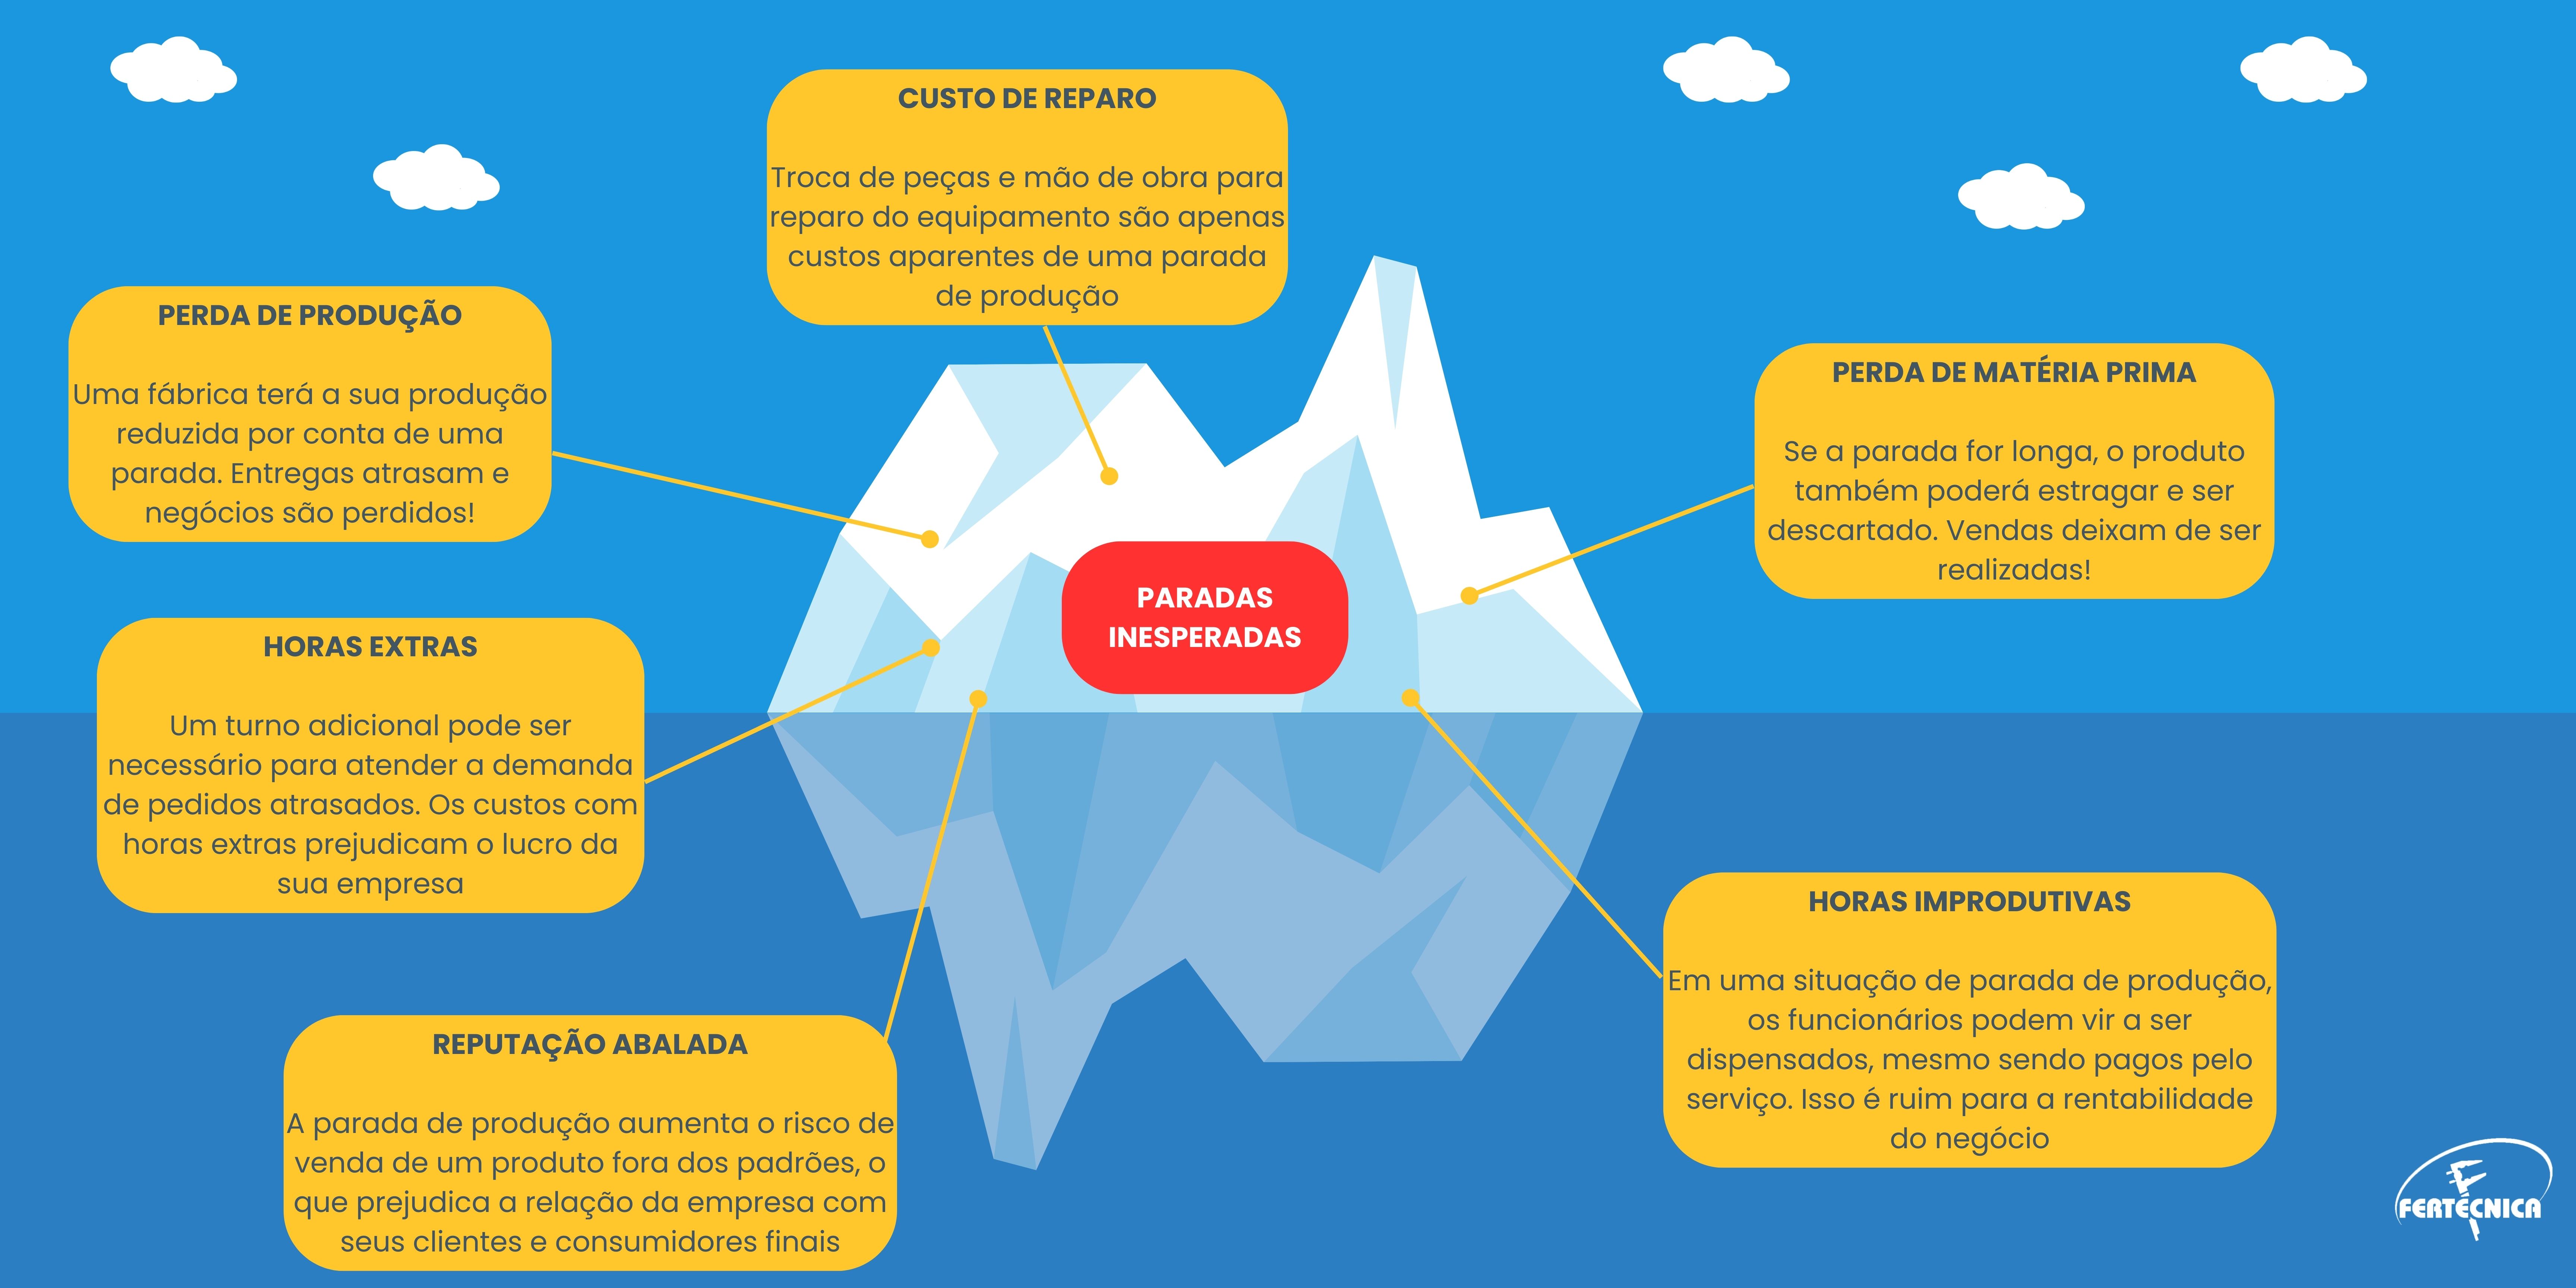 CUSTO DE REPARO
Troca de peças e mão de obra para
reparo do equipamento são apenas
custos aparentes de uma parada
de produção
PERDA DE PRODUÇÃO
Uma fábrica terá a sua produção
reduzida por conta de uma
parada. Entregas atrasam e
negócios são perdidos!
PERDA DE MATÉRIA PRIMA
Se a parada for longa, o produto
também poderá estragar e ser
descartado. Vendas deixam de ser
realizadas!
PARADAS
INESPERADAS
HORAS EXTRAS
Um turno adicional pode ser
necessário para atender a demanda
de pedidos atrasados. Os custos com
horas extras prejudicam o lucro da
sua empresa
HORAS IMPRODUTIVAS
Em uma situação de parada de produção,
os funcionários podem vir a ser
dispensados, mesmo sendo pagos pelo
serviço. Isso é ruim para a rentabilidade
do negócio
REPUTAÇÃO ABALADA
A parada de produção aumenta o risco de
venda de um produto fora dos padrões, o
que prejudica a relação da empresa com
seus clientes e consumidores finais
FERTÉCNICA